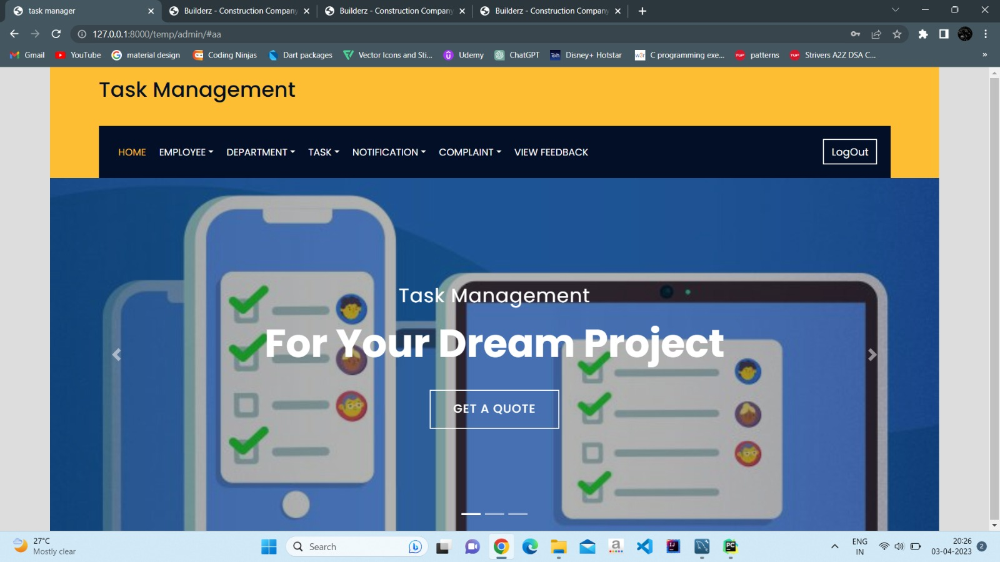 task manager
Builderz - Construction Company
Builderz - Construction Company
Builderz - Construction Company
127.0.0.1:8000/temp/admin/#aa
Gmail
YouTube
material design
Coding Ninjas
Dart packages
Vector Icons and Sti...
Udemy
ChatGPT
Disney+ Hotstar
w3r
C programming exe...
TUF
patterns
TUF
Strivers A2Z DSA C...
»
Task Management
HOME EMPLOYEE DEPARTMENT TASK NOTIFICATION COMPLAINT VIEW FEEDBACK LogOut
Task Management
For Your Dream Project
GET A QUOTE
27°C
Mostly clear
Search
ENG
IN
20:26
03-04-2023
2